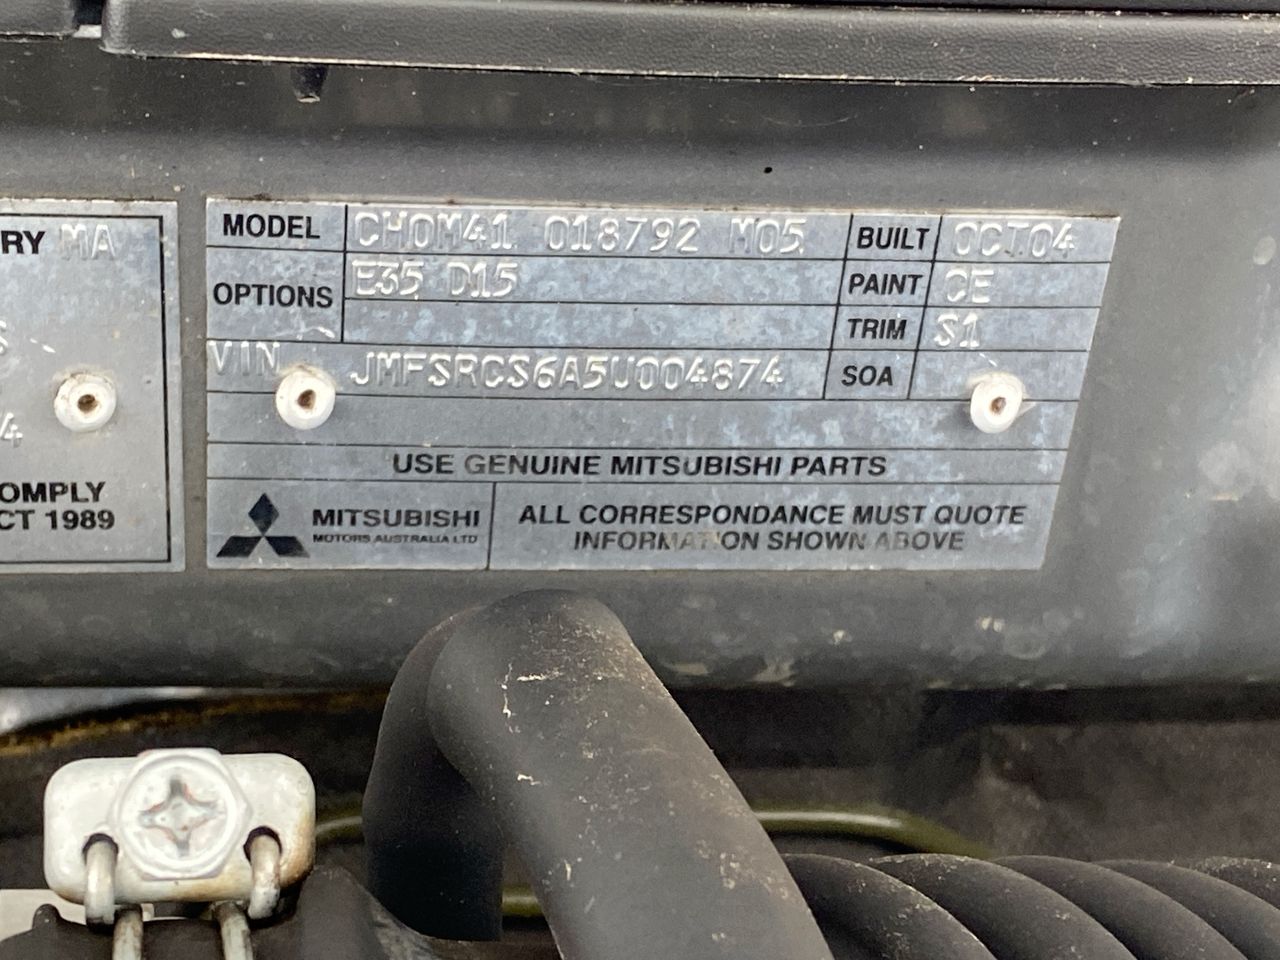 RY MA
S
4
OMPLY
CT 1989
MODEL CH0M41 018792 M05 BUILT OCT04
OPTIONS E35 D15 PAINT CE
TRIM S1
VIN JMFSRCS6A5U004874 SOA
USE GENUINE MITSUBISHI PARTS
MITSUBISHI
MOTORS AUSTRALIA LTD
ALL CORRESPONDANCE MUST QUOTE
INFORMATION SHOWN ABOVE